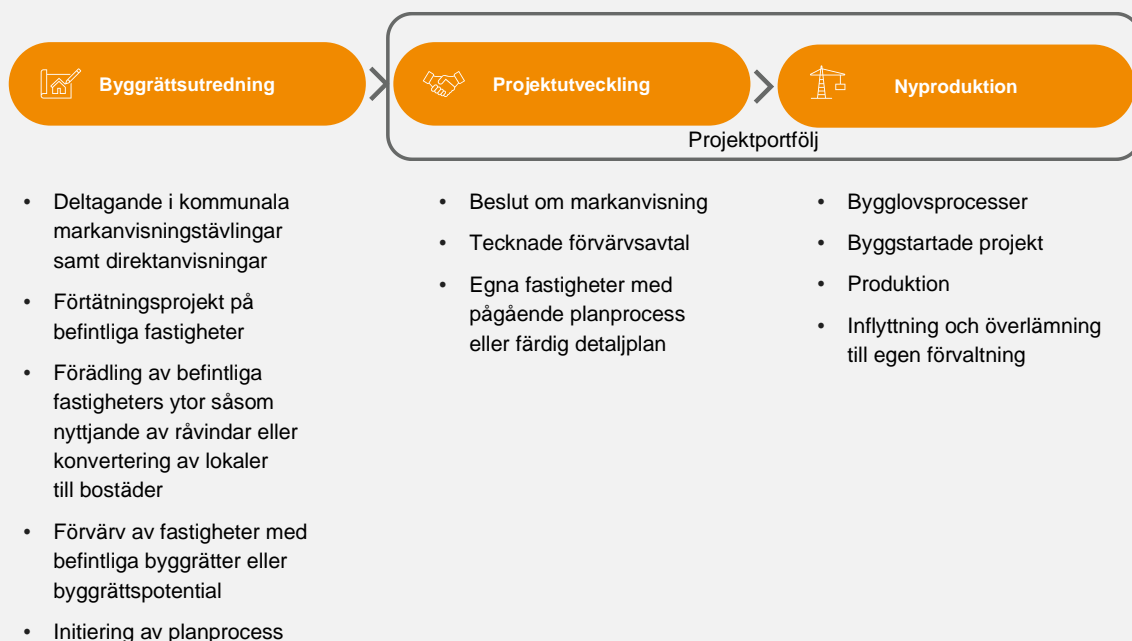 Byggrättsutredning
Projektutveckling
Nyproduktion
Projektportfölj
• Deltagande i kommunala
markanvisningstävlingar
samt direktanvisningar
• Förtätningsprojekt på
befintliga fastigheter
• Förädling av befintliga
fastigheters ytor såsom
nyttjande av råvindar eller
konvertering av lokaler
till bostäder
• Förvärv av fastigheter med
befintliga byggrätter eller
byggrättspotential
• Initiering av planprocess
• Beslut om markanvisning
• Tecknade förvärvsavtal
• Egna fastigheter med
pågående planprocess
eller färdig detaljplan
• Bygglovsprocesser
• Byggstartade projekt
• Produktion
• Inflyttning och överlämning
till egen förvaltning